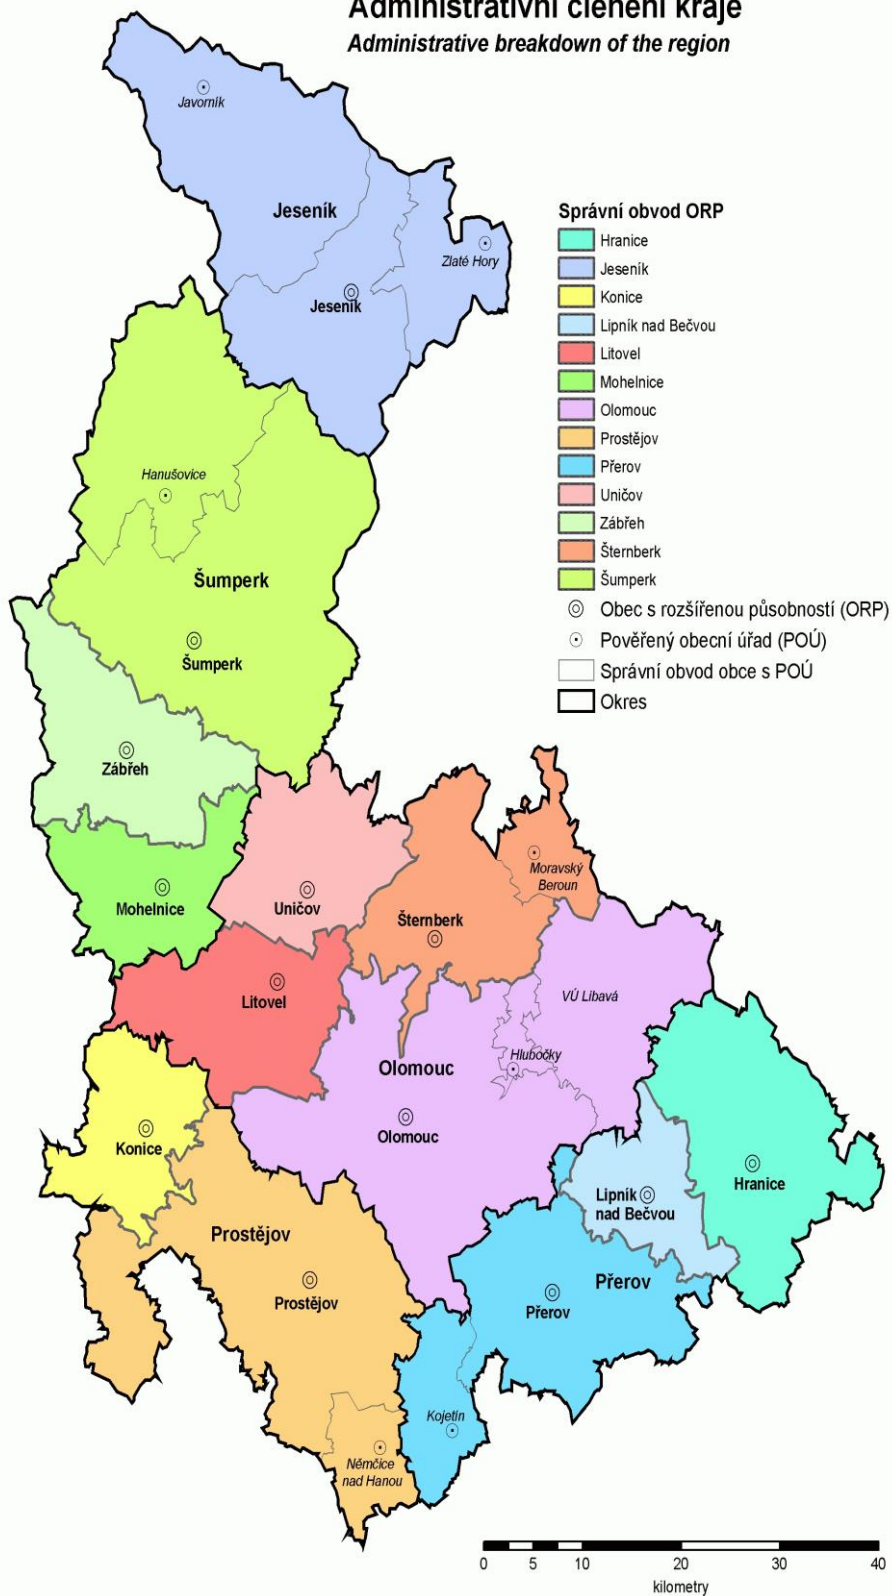 Administrativní členění kraje
Administrative breakdown of the region
Javorník
Jeseník
Zlaté Hory
Jeseník
Správní obvod ORP
Hranice
Jeseník
Konice
Lipník nad Bečvou
Litovel
Mohelnice
Olomouc
Prostějov
Přerov
Uničov
Zábřeh
Šternberk
Šumperk
Obec s rozšířenou působností (ORP)
Pověřený obecní úřad (POÚ)
Správní obvod obce s POÚ
Okres
Hanušovice
Šumperk
Šumperk
Zábřeh
Mohelnice
Uničov
Šternberk
Moravský
Beroun
Litovel
VÚ Libavá
Olomouc
Hlubočky
Olomouc
Konice
Hranice
Lipník
nad Bečvou
Prostějov
Prostějov
Přerov
Přerov
Kojetín
Němčice
nad Hanou
0 5 10 20 30 40
kilometry